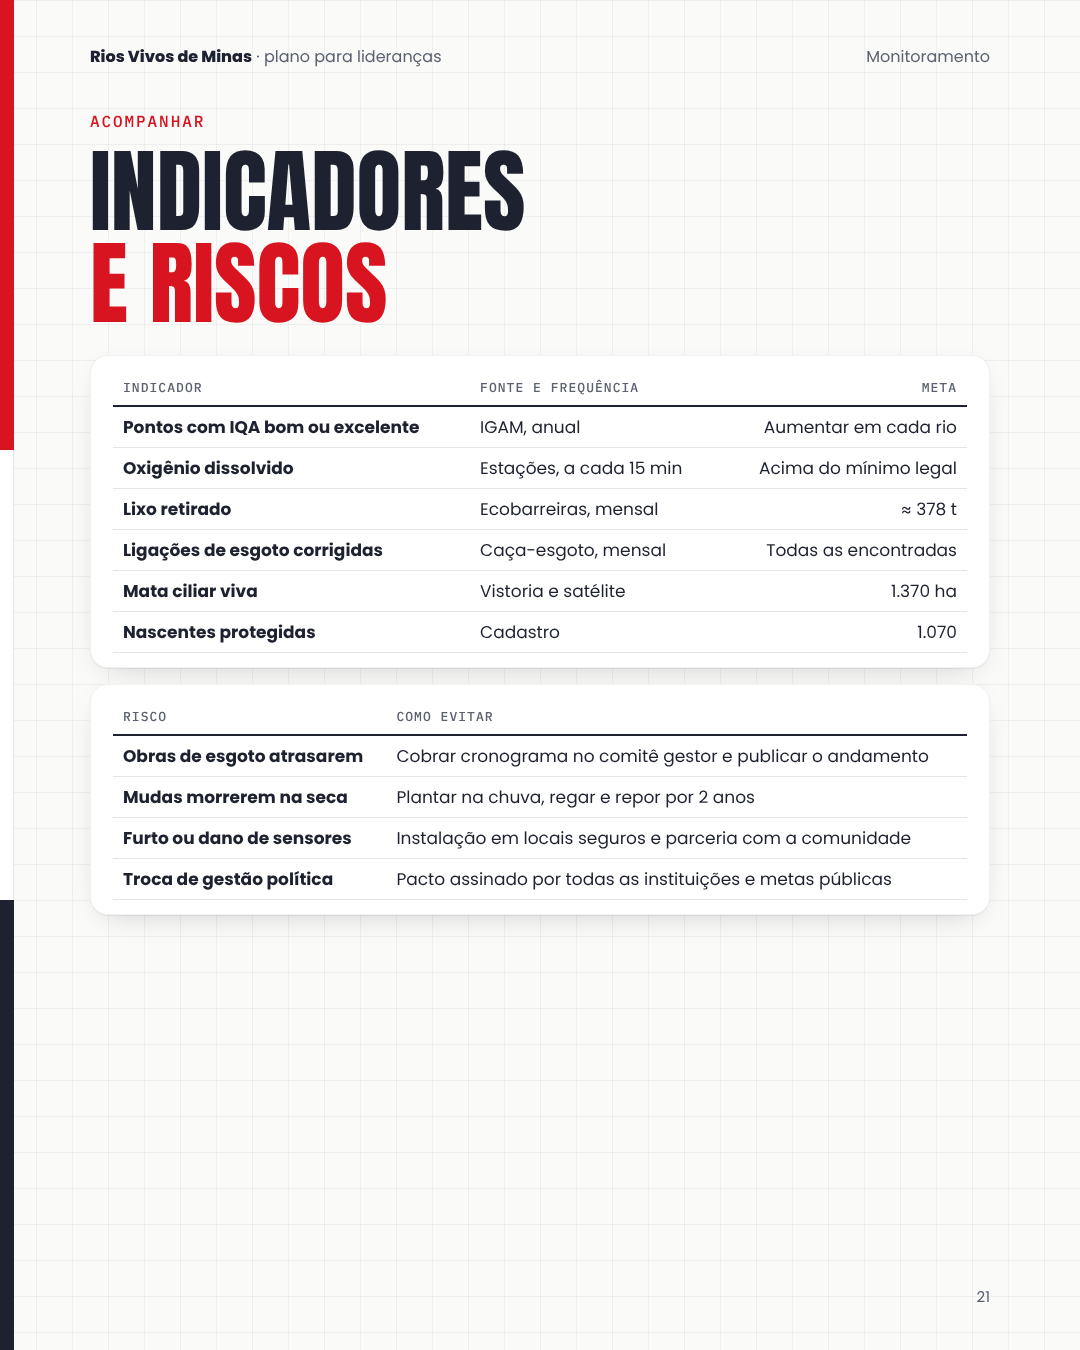 Rios Vivos de Minas · plano para lideranças
Monitoramento
ACOMPANHAR
INDICADORES
E RISCOS
INDICADOR FONTE E FREQUÊNCIA META
Pontos com IQA bom ou excelente IGAM, anual Aumentar em cada rio
Oxigênio dissolvido Estações, a cada 15 min Acima do mínimo legal
Lixo retirado Ecobarreiras, mensal ≈ 378 t
Ligações de esgoto corrigidas Caça-esgoto, mensal Todas as encontradas
Mata ciliar viva Vistoria e satélite 1.370 ha
Nascentes protegidas Cadastro 1.070
RISCO COMO EVITAR
Obras de esgoto atrasarem Cobrar cronograma no comitê gestor e publicar o andamento
Mudas morrerem na seca Plantar na chuva, regar e repor por 2 anos
Furto ou dano de sensores Instalação em locais seguros e parceria com a comunidade
Troca de gestão política Pacto assinado por todas as instituições e metas públicas
21